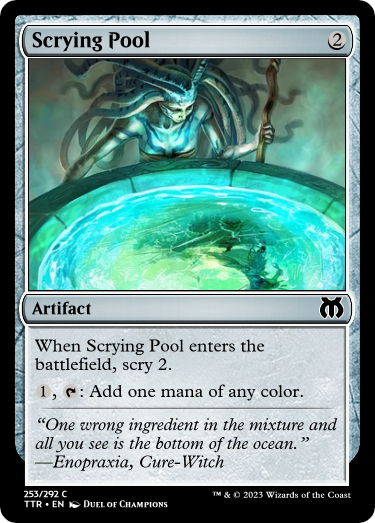 Scrying Pool 2
Artifact
When Scrying Pool enters the
battlefield, scry 2.
1, : Add one mana of any color.
“One wrong ingredient in the mixture and
all you see is the bottom of the ocean.”
—Enopraxia, Cure-Witch
253/292 C
TTR • EN Duel of Champions
™ & © 2023 Wizards of the Coast